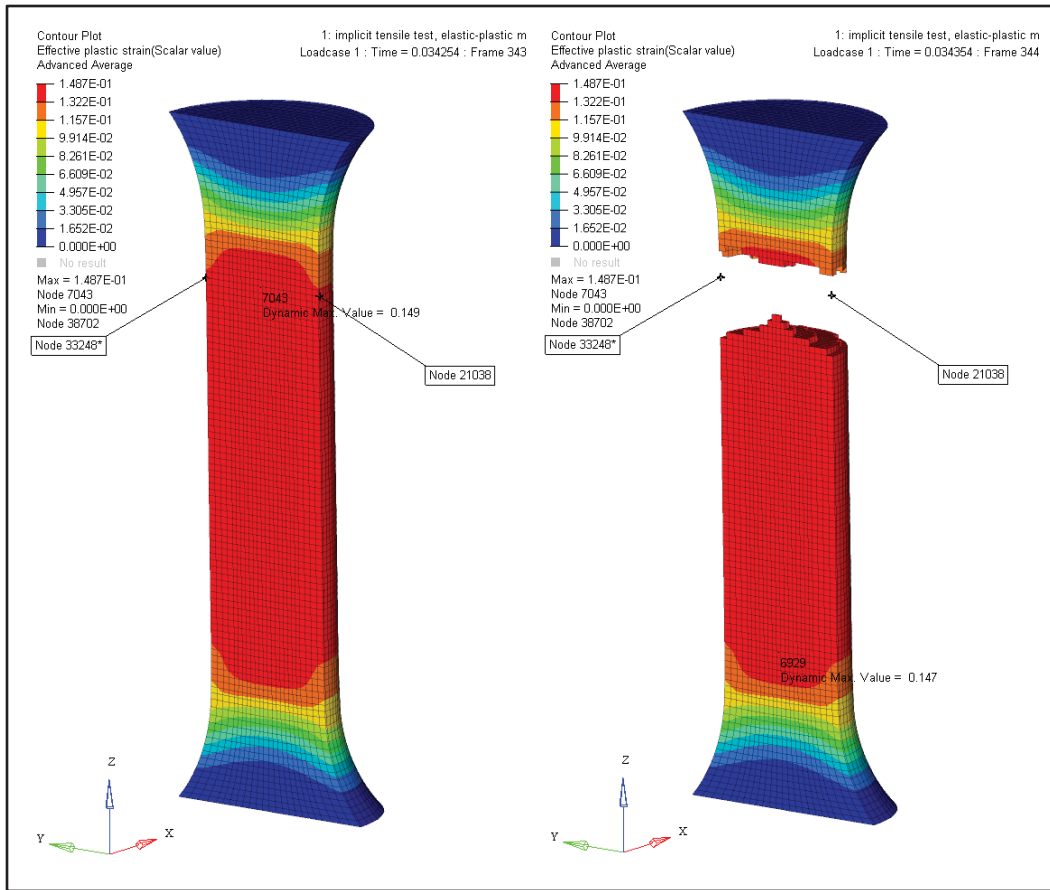 Contour Plot
Effective plastic strain(Scalar value)
Advanced Average
1: implicit tensile test, elastic-plastic m
Loadcase 1 : Time = 0.034254 : Frame 343
1.487E-01
1.322E-01
1.157E-01
9.914E-02
8.261E-02
6.609E-02
4.957E-02
3.305E-02
1.652E-02
0.000E+00
No result
Max = 1.487E-01
Node 7043
Min = 0.000E+00
Node 38702
Node 33248*
7043
Dynamic Max. Value = 0.149
Node 21038
Z
Y
X
Contour Plot
Effective plastic strain(Scalar value)
Advanced Average
1: implicit tensile test, elastic-plastic m
Loadcase 1 : Time = 0.034354 : Frame 344
1.487E-01
1.322E-01
1.157E-01
9.914E-02
8.261E-02
6.609E-02
4.957E-02
3.305E-02
1.652E-02
0.000E+00
No result
Max = 1.487E-01
Node 7043
Min = 0.000E+00
Node 38702
Node 33248*
Node 21038
6929
Dynamic Max. Value = 0.147
Z
Y
X